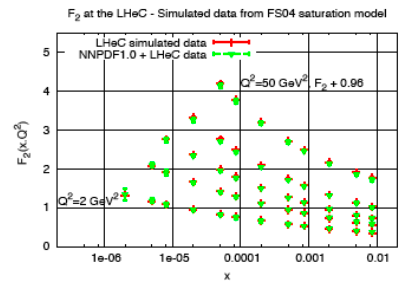 F₂ at the LHeC - Simulated data from FS04 saturation model
LHeC simulated data
NNPDF1.0 + LHeC data
Q²=50 GeV², F₂ + 0.96
Q²=2 GeV²
F₂(x,Q²)
5
4
3
2
1
0
1e-06 1e-05 0.0001 0.001 0.01
x